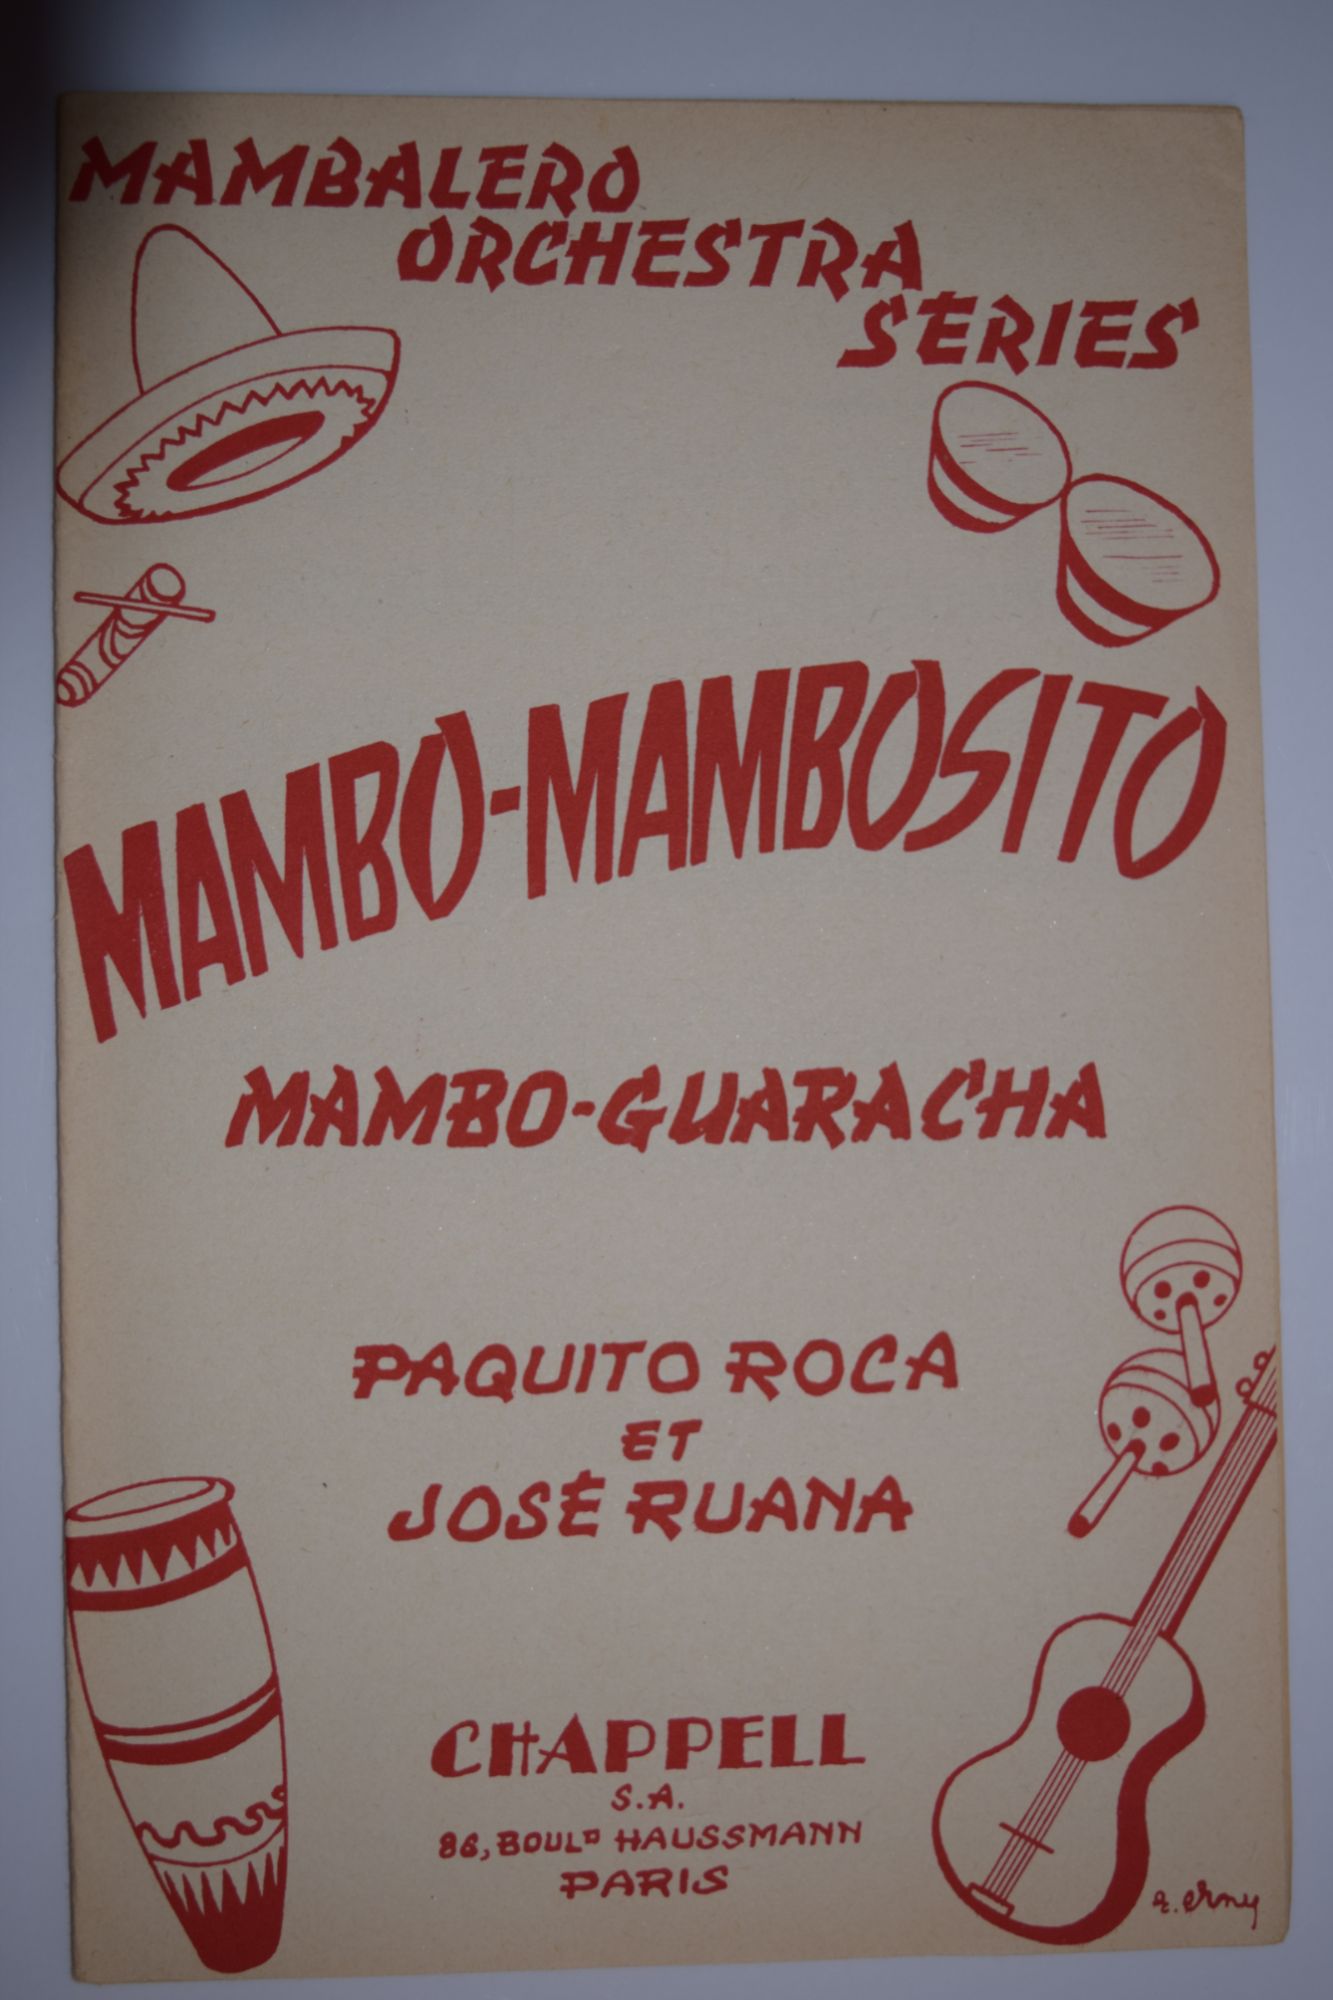 MAMBALERO
ORCHESTRA
SERIES
MAMBO-MAMBOSITO
MAMBO-GUARACHA
PAQUITO ROCA
ET
JOSÉ RUANA
CHAPPELL
S.A.
86, BOULD HAUSSMANN
PARIS